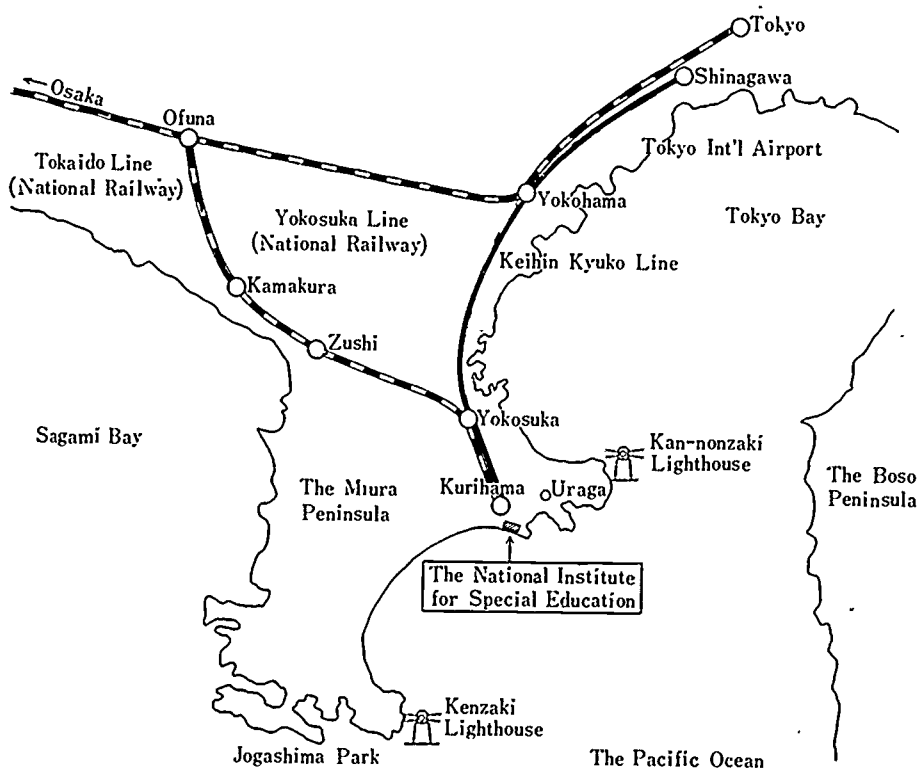 Tokyo
Shinagawa
← Osaka
Ofuna
Tokaido Line
(National Railway)
Tokyo Int'l Airport
Yokohama
Tokyo Bay
Yokosuka Line
(National Railway)
Keihin Kyuko Line
Kamakura
Zushi
Yokosuka
Sagami Bay
Kan-nonzaki
Lighthouse
The Miura
Peninsula
Kurihama
Uraga
The Boso
Peninsula
The National Institute
for Special Education
Kenzaki
Lighthouse
Jogashima Park
The Pacific Ocean